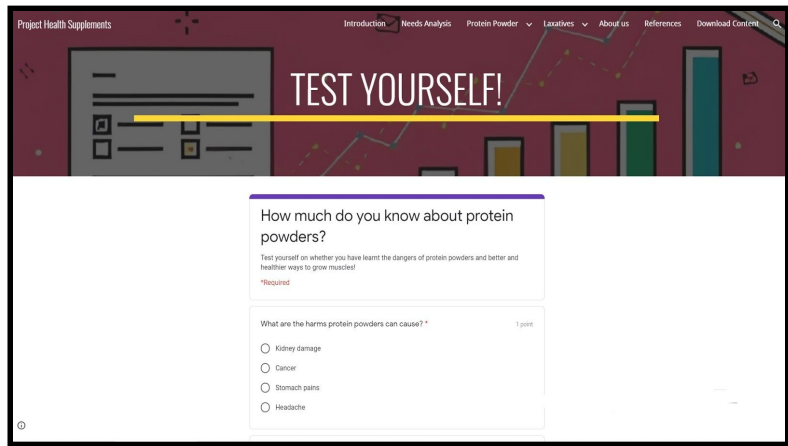 Project Health Supplements
Introduction Needs Analysis Protein Powder Laxatives About us References Download Content
TEST YOURSELF!
How much do you know about protein
powders?
Test yourself on whether you have learnt the dangers of protein powders and better and
healthier ways to grow muscles!
*Required
What are the harms protein powders can cause? * 1 point
Kidney damage
Cancer
Stomach pains
Headache